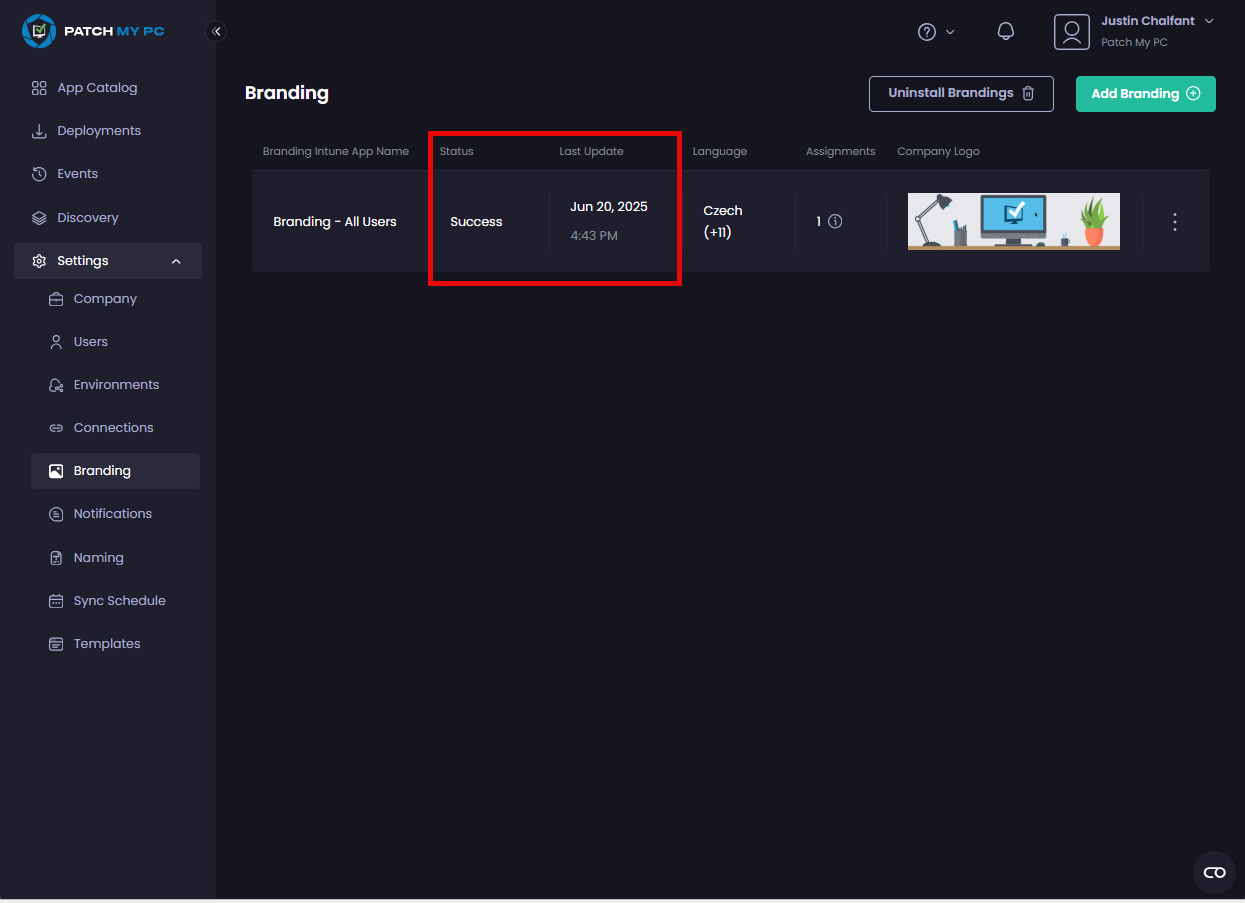 PATCH MY PC
Justin Chalfant
Patch My PC
App Catalog
Deployments
Events
Discovery
Settings
Company
Users
Environments
Connections
Branding
Notifications
Naming
Sync Schedule
Templates
Branding
Uninstall Brandings
Add Branding
Branding Intune App Name Status Last Update Language Assignments Company Logo
Branding - All Users Success Jun 20, 2025 Czech 1
4:43 PM (+11)